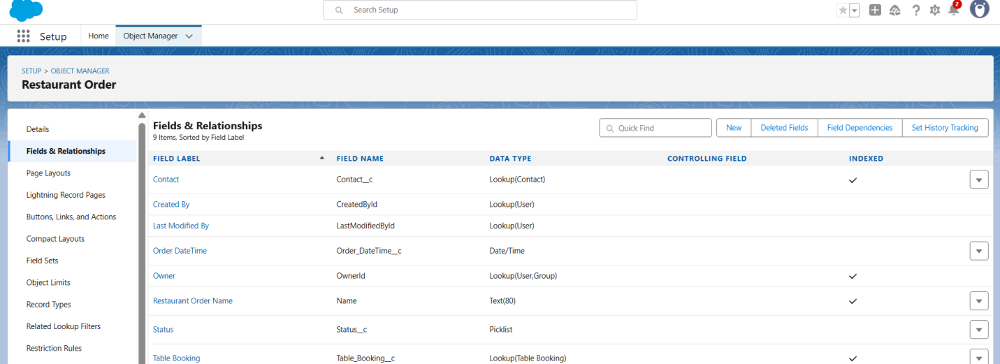 Search Setup
2
Setup
Home
Object Manager
SETUP > OBJECT MANAGER
Restaurant Order
Details
Fields & Relationships
Page Layouts
Lightning Record Pages
Buttons, Links, and Actions
Compact Layouts
Field Sets
Object Limits
Record Types
Related Lookup Filters
Restriction Rules
Fields & Relationships
9 Items, Sorted by Field Label
Quick Find
New
Deleted Fields
Field Dependencies
Set History Tracking
FIELD LABEL FIELD NAME DATA TYPE CONTROLLING FIELD INDEXED
Contact Contact__c Lookup(Contact)
Created By CreatedById Lookup(User)
Last Modified By LastModifiedById Lookup(User)
Order DateTime Order_DateTime__c Date/Time
Owner OwnerId Lookup(User,Group)
Restaurant Order Name Name Text(80)
Status Status__c Picklist
Table Booking Table_Booking__c Lookup(Table Booking)